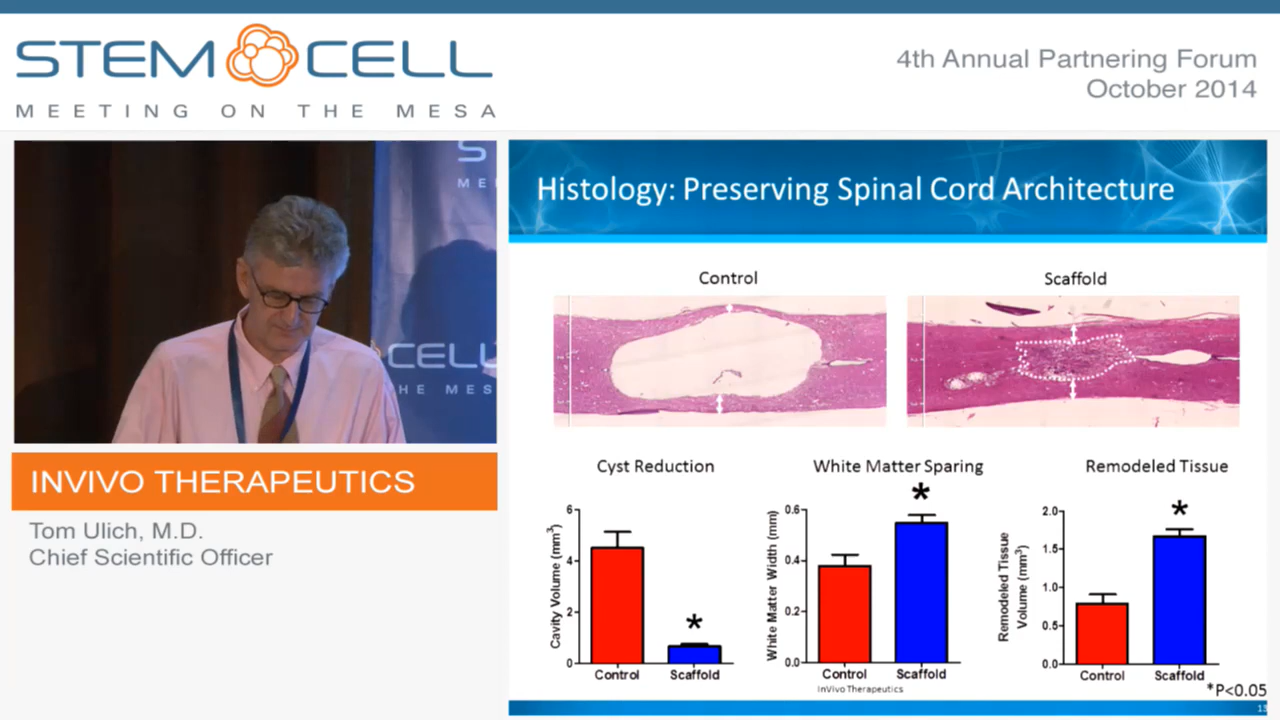 STEM CELL
MEETING ON THE MESA
4th Annual Partnering Forum
October 2014
S
ME
CELL
HE MES
INVIVO THERAPEUTICS
Tom Ulich, M.D.
Chief Scientific Officer
Histology: Preserving Spinal Cord Architecture
Control
Scaffold
Cyst Reduction
Cavity Volume (mm3)
6
4
2
0
*
Control
Scaffold
White Matter Sparing
White Matter Width (mm)
0.6
0.4
0.2
0.0
*
Control
Scaffold
Remodeled Tissue
Remodeled Tissue
Volume (mm3)
2.0
1.5
1.0
0.5
0.0
*
Control
Scaffold
InVivo Therapeutics
*P<0.05